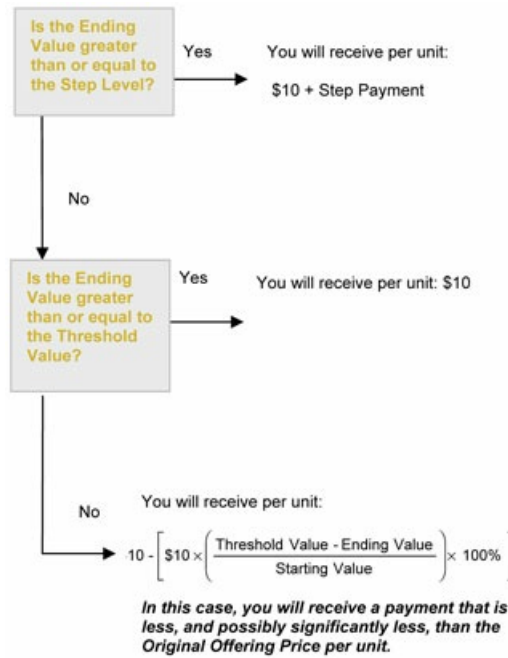 Is the Ending
Value greater
than or equal to
the Step Level?
Yes
You will receive per unit:
$10 + Step Payment
No
Is the Ending
Value greater
than or equal to
the Threshold
Value?
Yes
You will receive per unit: $10
No
You will receive per unit:
10 - [$10 × (Threshold Value - Ending Value
Starting Value) × 100%]
In this case, you will receive a payment that is
less, and possibly significantly less, than the
Original Offering Price per unit.